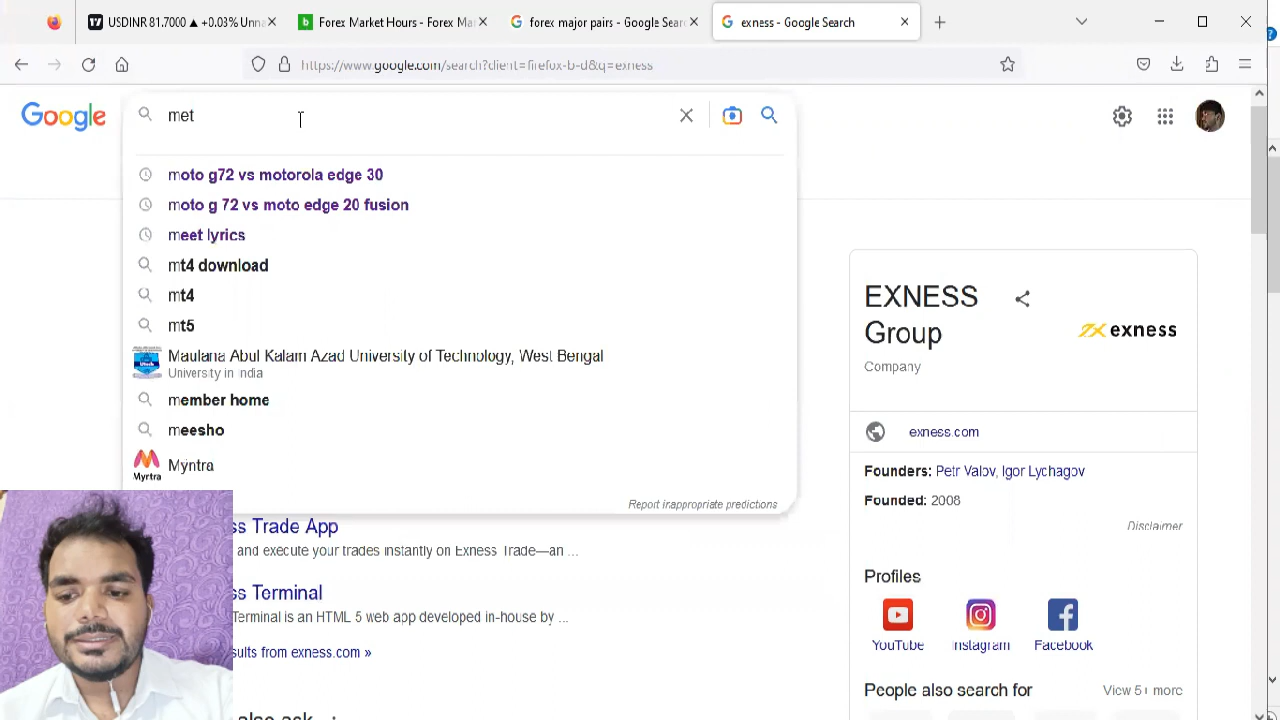 USDINR 81.7000 ▲ +0.03% Unna
Forex Market Hours - Forex Ma
forex major pairs - Google Sear
exness - Google Search
https://www.google.com/search?client=firefox-b-d&q=exness
Google
met
moto g72 vs motorola edge 30
moto g 72 vs moto edge 20 fusion
meet lyrics
mt4 download
mt4
mt5
Maulana Abul Kalam Azad University of Technology, West Bengal
University in India
member home
meesho
Myntra
Myntra
Report inappropriate predictions
ss Trade App
and execute your trades instantly on Exness Trade—an ...
ss Terminal
Terminal is an HTML 5 web app developed in-house by ...
sults from exness.com »
also ask
EXNESS
Group
exness
Company
exness.com
Founders: Petr Valov, Igor Lychagov
Founded: 2008
Disclaimer
Profiles
YouTube
Instagram
Facebook
People also search for
View 5+ more